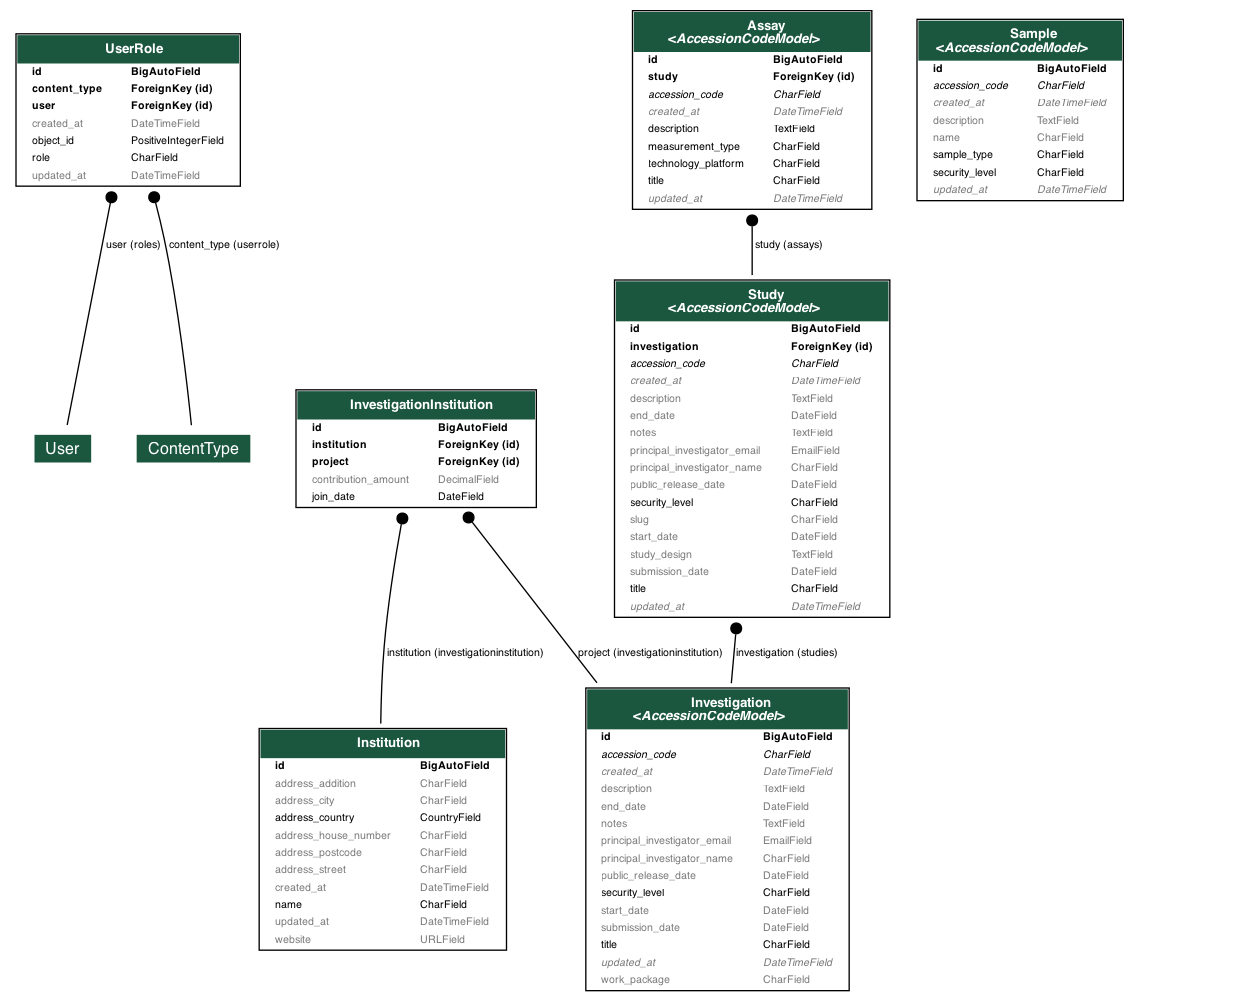 UserRole
id BigAutoField
content_type ForeignKey (id)
user ForeignKey (id)
created_at DateTimeField
object_id PositiveIntegerField
role CharField
updated_at DateTimeField
user (roles)
content_type (userrole)
User
ContentType
Assay
<AccessionCodeModel>
id BigAutoField
study ForeignKey (id)
accession_code CharField
created_at DateTimeField
description TextField
measurement_type CharField
technology_platform CharField
title CharField
updated_at DateTimeField
Sample
<AccessionCodeModel>
id BigAutoField
accession_code CharField
created_at DateTimeField
description TextField
name CharField
sample_type CharField
security_level CharField
updated_at DateTimeField
study (assays)
Study
<AccessionCodeModel>
id BigAutoField
investigation ForeignKey (id)
accession_code CharField
created_at DateTimeField
description TextField
end_date DateField
notes TextField
principal_investigator_email EmailField
principal_investigator_name CharField
public_release_date DateField
security_level CharField
slug CharField
start_date DateField
study_design TextField
submission_date DateField
title CharField
updated_at DateTimeField
InvestigationInstitution
id BigAutoField
institution ForeignKey (id)
project ForeignKey (id)
contribution_amount DecimalField
join_date DateField
institution (investigationinstitution)
project (investigationinstitution)
investigation (studies)
Institution
id BigAutoField
address_addition CharField
address_city CharField
address_country CountryField
address_house_number CharField
address_postcode CharField
address_street CharField
created_at DateTimeField
name CharField
updated_at DateTimeField
website URLField
Investigation
<AccessionCodeModel>
id BigAutoField
accession_code CharField
created_at DateTimeField
description TextField
end_date DateField
notes TextField
principal_investigator_email EmailField
principal_investigator_name CharField
public_release_date DateField
security_level CharField
start_date DateField
submission_date DateField
title CharField
updated_at DateTimeField
work_package CharField